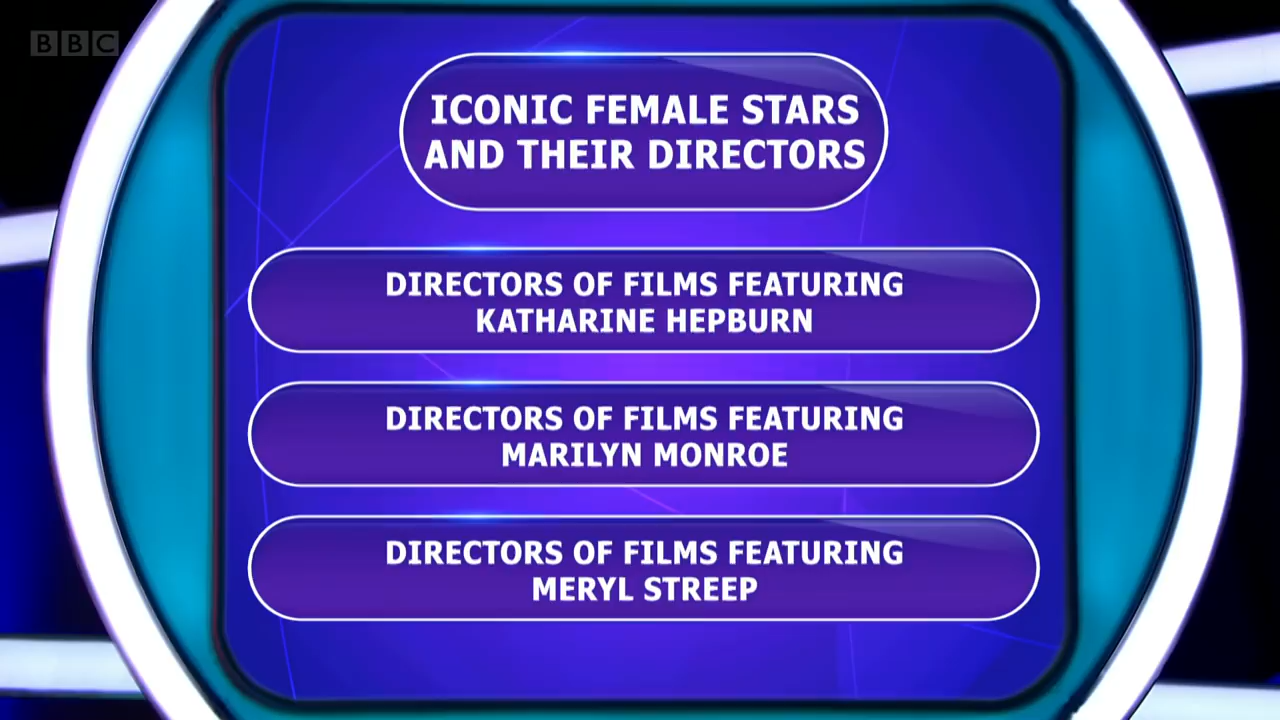 BBC
ICONIC FEMALE STARS
AND THEIR DIRECTORS
DIRECTORS OF FILMS FEATURING
KATHARINE HEPBURN
DIRECTORS OF FILMS FEATURING
MARILYN MONROE
DIRECTORS OF FILMS FEATURING
MERYL STREEP